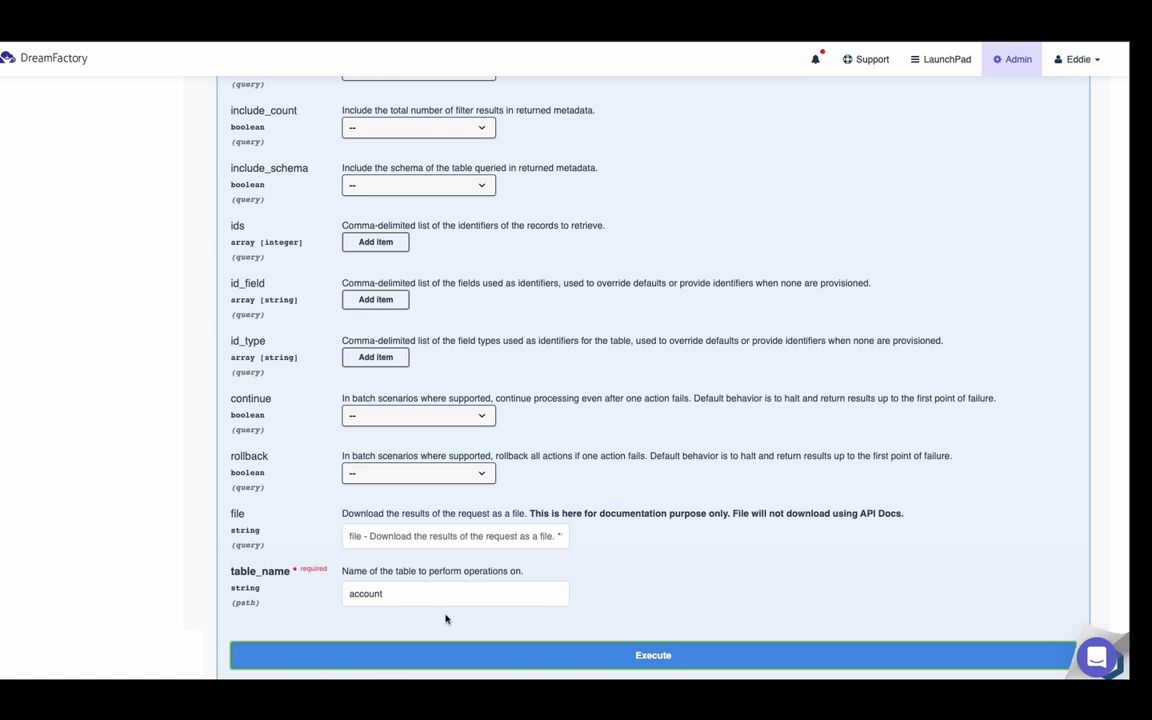 DreamFactory
Support
LaunchPad
Admin
Eddie
(query)
include_count
Include the total number of filter results in returned metadata.
boolean
--
(query)
include_schema
Include the schema of the table queried in returned metadata.
boolean
--
(query)
ids
Comma-delimited list of the identifiers of the records to retrieve.
array [integer]
Add item
(query)
id_field
Comma-delimited list of the fields used as identifiers, used to override defaults or provide identifiers when none are provisioned.
array [string]
Add item
(query)
id_type
Comma-delimited list of the field types used as identifiers for the table, used to override defaults or provide identifiers when none are provisioned.
array [string]
Add item
(query)
continue
In batch scenarios where supported, continue processing even after one action fails. Default behavior is to halt and return results up to the first point of failure.
boolean
--
(query)
rollback
In batch scenarios where supported, rollback all actions if one action fails. Default behavior is to halt and return results up to the first point of failure.
boolean
--
(query)
file
Download the results of the request as a file. This is here for documentation purpose only. File will not download using API Docs.
string
file - Download the results of the request as a file. *
(query)
table_name * required
Name of the table to perform operations on.
string
account
(path)
Execute